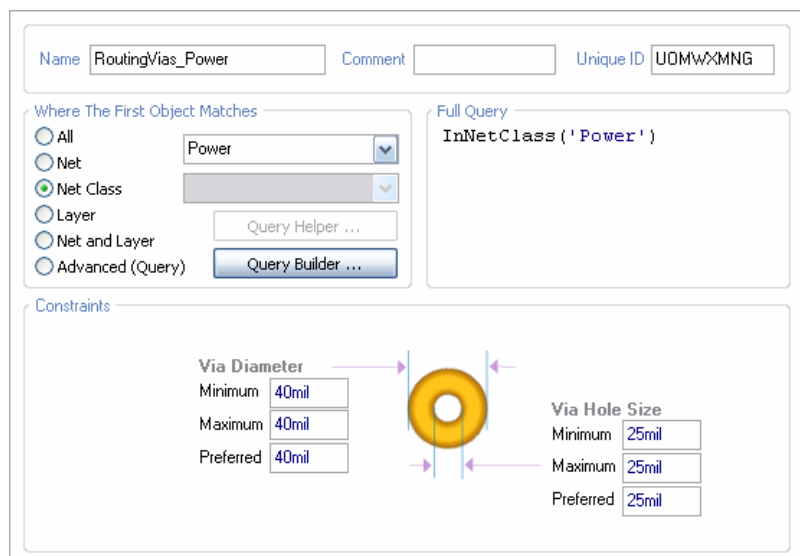 Name RoutingVias_Power Comment Unique ID UOMWXMNG
Where The First Object Matches
All
Net
Net Class
Layer
Net and Layer
Advanced (Query)
Power
Query Helper ...
Query Builder ...
Full Query
InNetClass('Power')
Constraints
Via Diameter
Minimum 40mil
Maximum 40mil
Preferred 40mil
Via Hole Size
Minimum 25mil
Maximum 25mil
Preferred 25mil